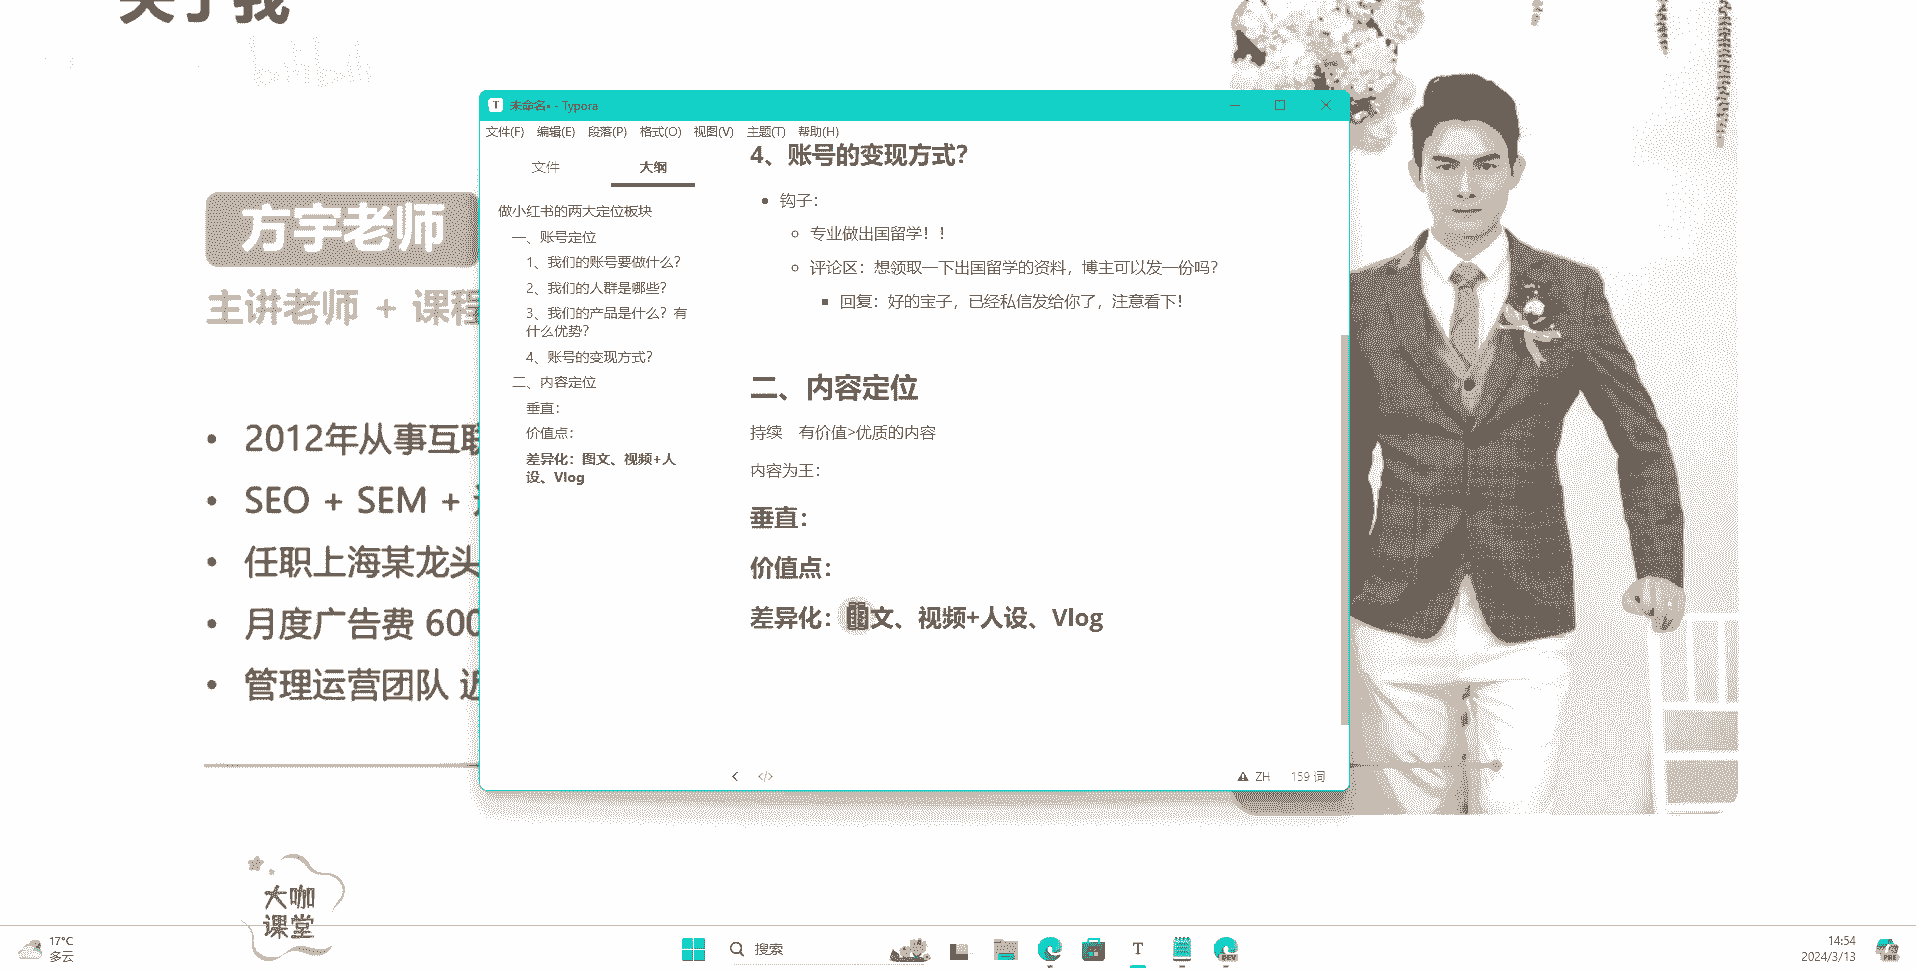 关于我
bilibili
方宇老师
主讲老师 + 课程
2012年从事互联
SEO + SEM +
任职上海某龙头
月度广告费 600
管理运营团队 近
大咖
课堂
未命名• - Typora
文件(F) 编辑(E) 段落(P) 格式(O) 视图(V) 主题(T) 帮助(H)
文件 大纲
做小红书的两大定位板块
一、账号定位
1、我们的账号要做什么?
2、我们的人群是哪些?
3、我们的产品是什么? 有
什么优势?
4、账号的变现方式?
二、内容定位
垂直:
价值点:
差异化: 图文、视频+人
设、Vlog
4、账号的变现方式?
钩子:
专业做出国留学! !
评论区: 想领取一下出国留学的资料, 博主可以发一份吗?
回复: 好的宝子, 已经私信发给你了, 注意看下!
二、内容定位
持续 有价值>优质的内容
内容为王:
垂直:
价值点:
差异化: 图文、视频+人设、Vlog
</> ZH 159 词
17°C
多云
搜索
T
DEV
14:54
2024/3/13
PRE